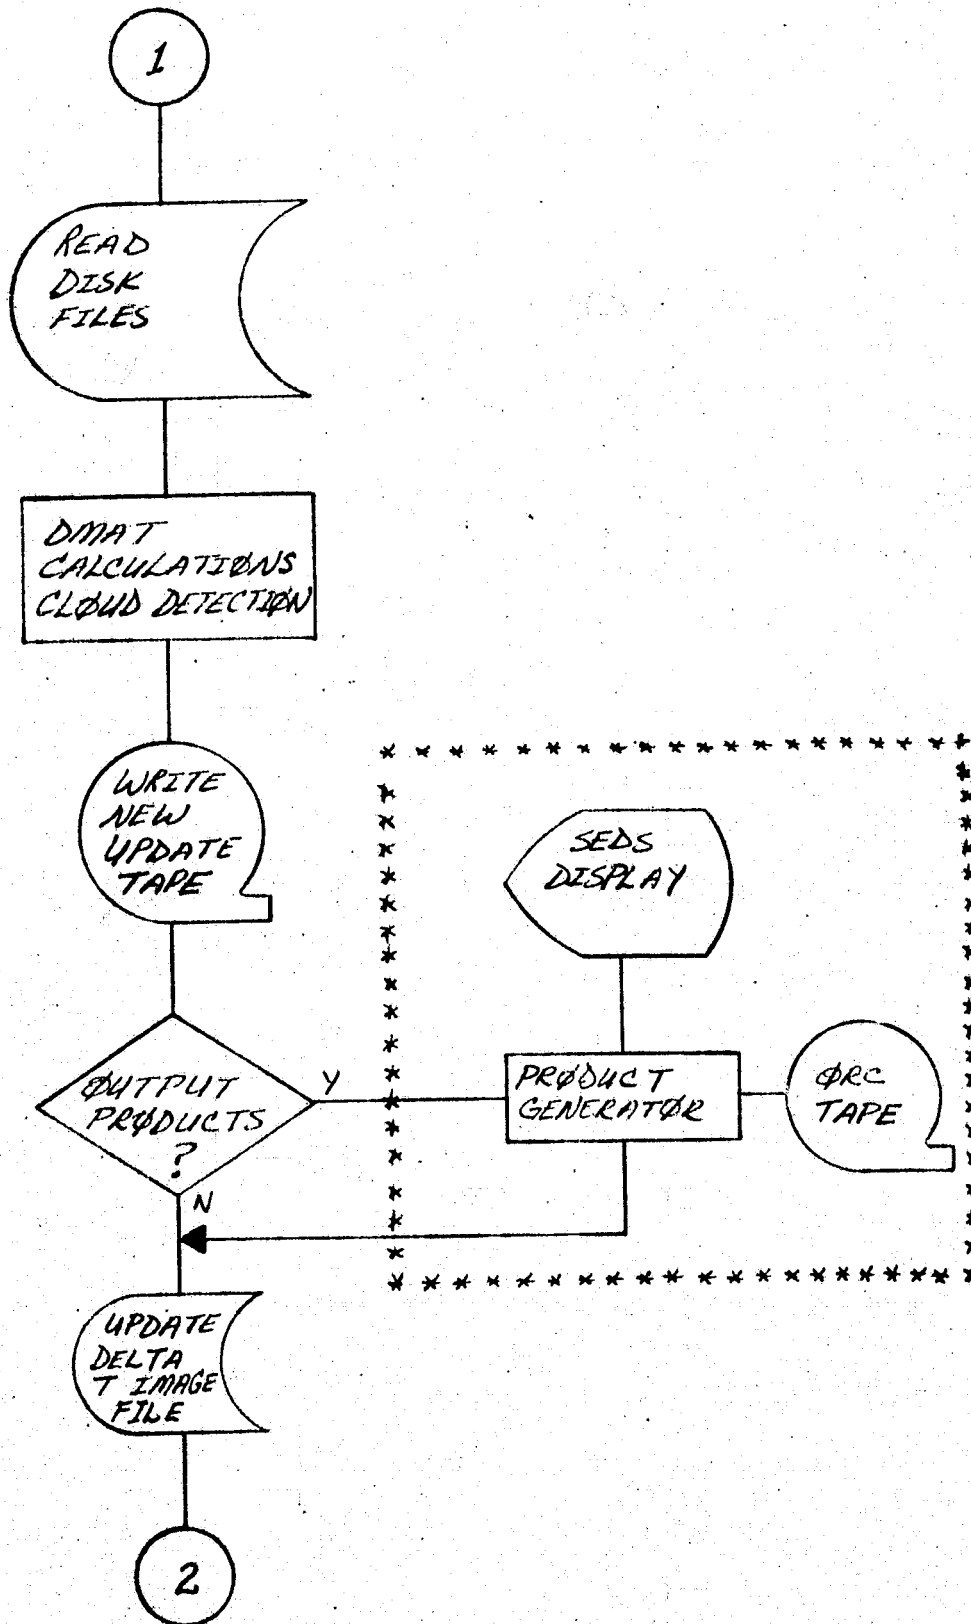 1
READ
DISK
FILES
DMAT
CALCULATIØNS
CLØUD DETECTIØN
WRITE
NEW
UPDATE
TAPE
SEDS
DISPLAY
ØUTPUT
PRØDUCTS
?
Y
N
PRØDUCT
GENERATØR
ØRC
TAPE
UPDATE
DELTA
T IMAGE
FILE
2